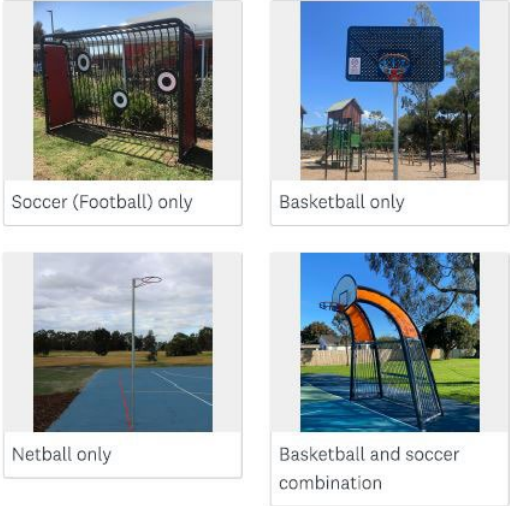 Soccer (Football) only
Basketball only
Netball only
Basketball and soccer
combination